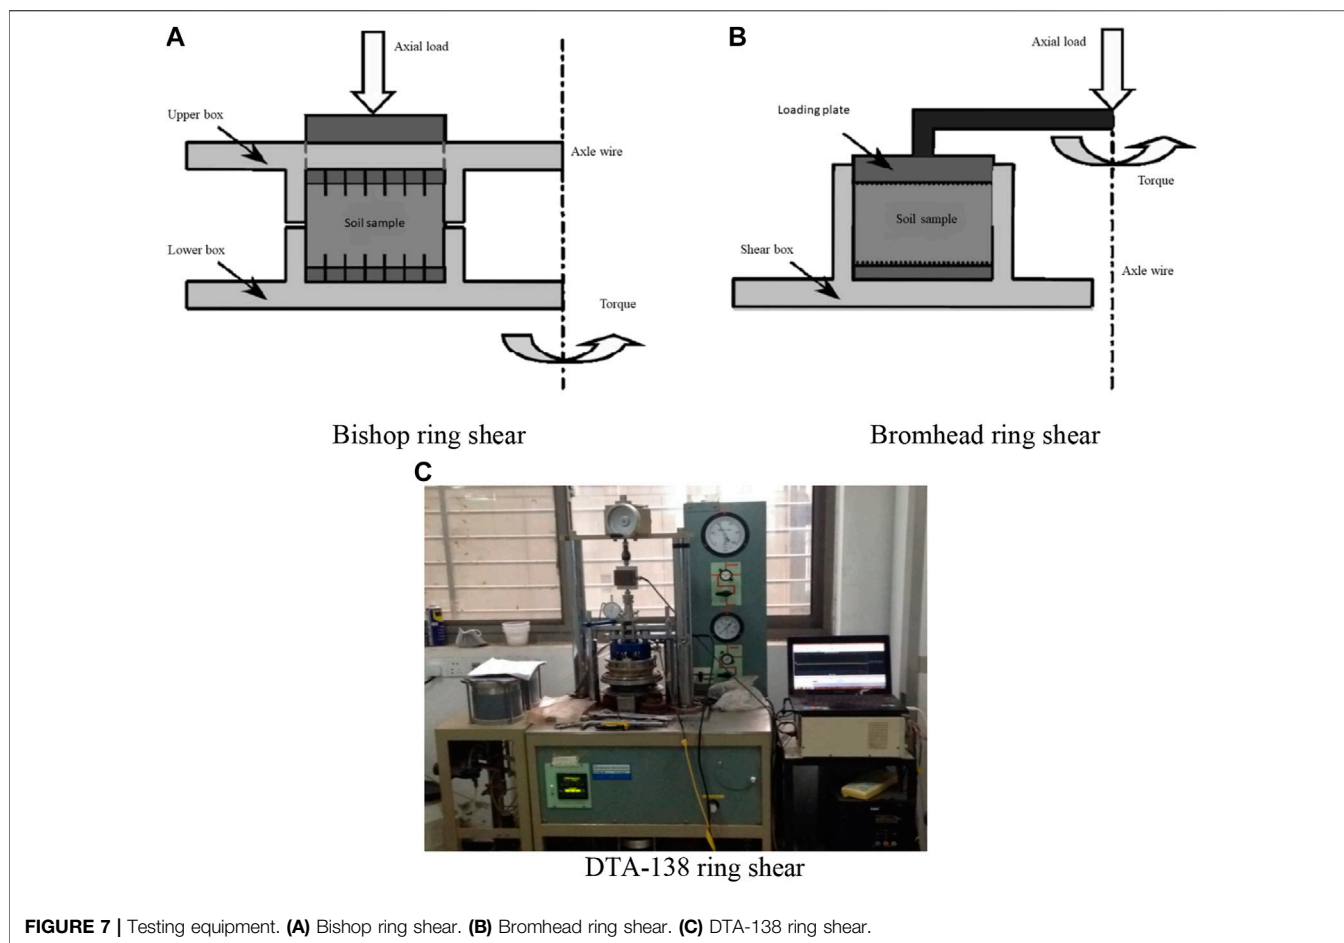 A
Axial load
Upper box
Axle wire
Soil sample
Lower box
Torque
Bishop ring shear
B
Axial load
Loading plate
Torque
Soil sample
Shear box
Axle wire
Bromhead ring shear
C
DTA-138 ring shear
FIGURE 7 | Testing equipment. (A) Bishop ring shear. (B) Bromhead ring shear. (C) DTA-138 ring shear.